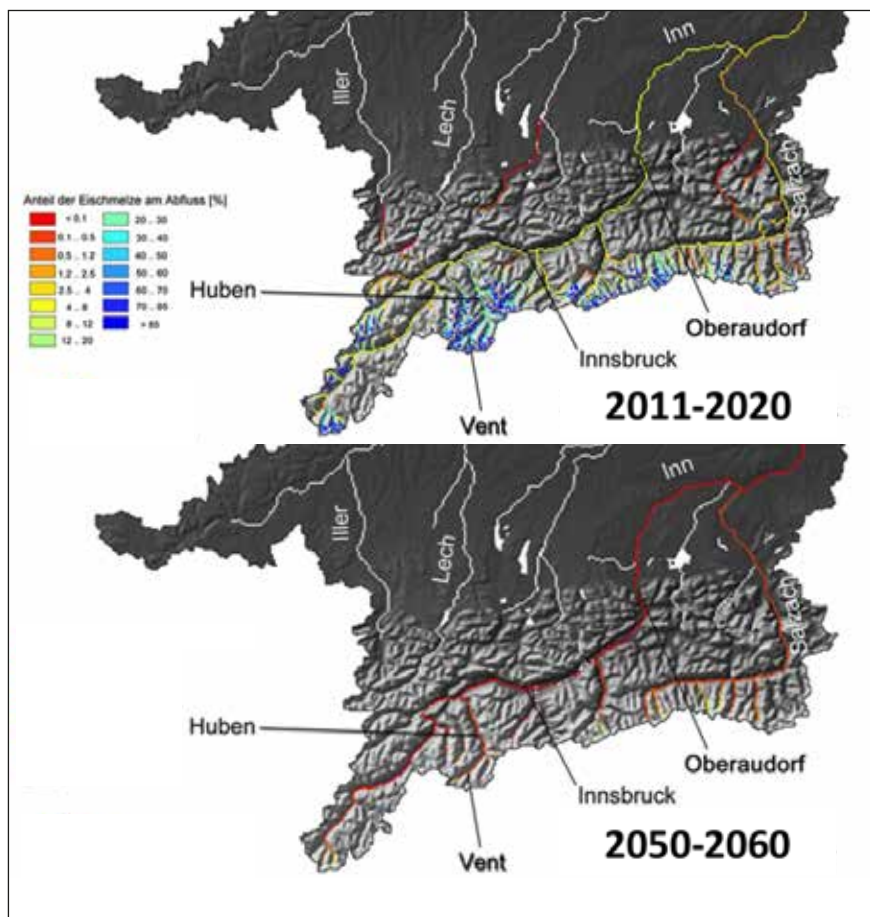 Inn
Iller
Lech
Salzach
Anteil der Eischmelze am Abfluss [%]
< 0.1
0.1 .. 0.5
0.5 .. 1.2
1.2 .. 2.5
2.5 .. 4
4 .. 8
8 .. 12
12 .. 20
20 .. 30
30 .. 40
40 .. 50
50 .. 60
60 .. 70
70 .. 85
> 85
Huben
Oberaudorf
Innsbruck
Vent
2011-2020
Inn
Iller
Lech
Salzach
Huben
Oberaudorf
Innsbruck
Vent
2050-2060